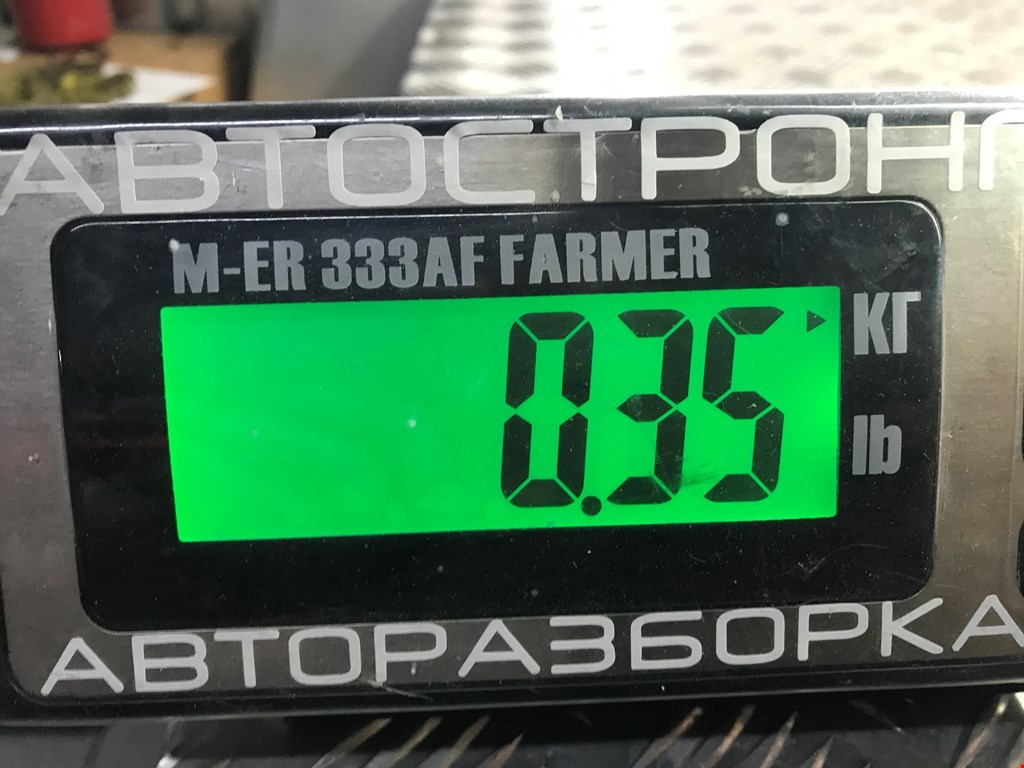 АВТОСТРОНГ
M-ER 333AF FARMER
0.35
КГ
lb
АВТОРАЗБОРКА